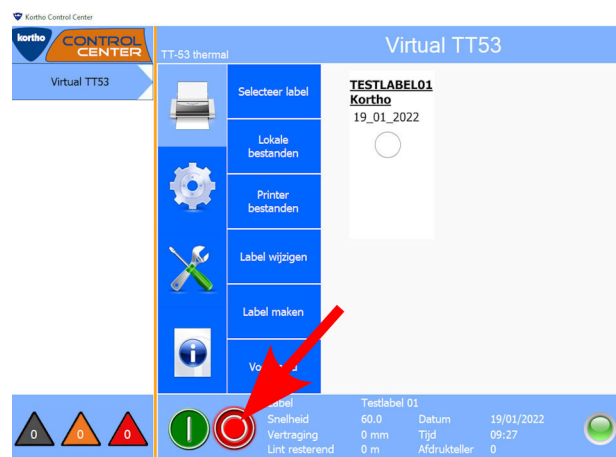 Kortho Control Center
kortho
CONTROL
CENTER
TT-53 thermal
Virtual TT53
Virtual TT53
Selecteer label
Lokale
bestanden
Printer
bestanden
Label wijzigen
Label maken
TESTLABEL01
Kortho
19_01_2022
0 0 0
Label Testlabel 01
Snelheid 60.0 Datum 19/01/2022
Vertraging 0 mm Tijd 09:27
Lint resterend 0 m Afdrukteller 0